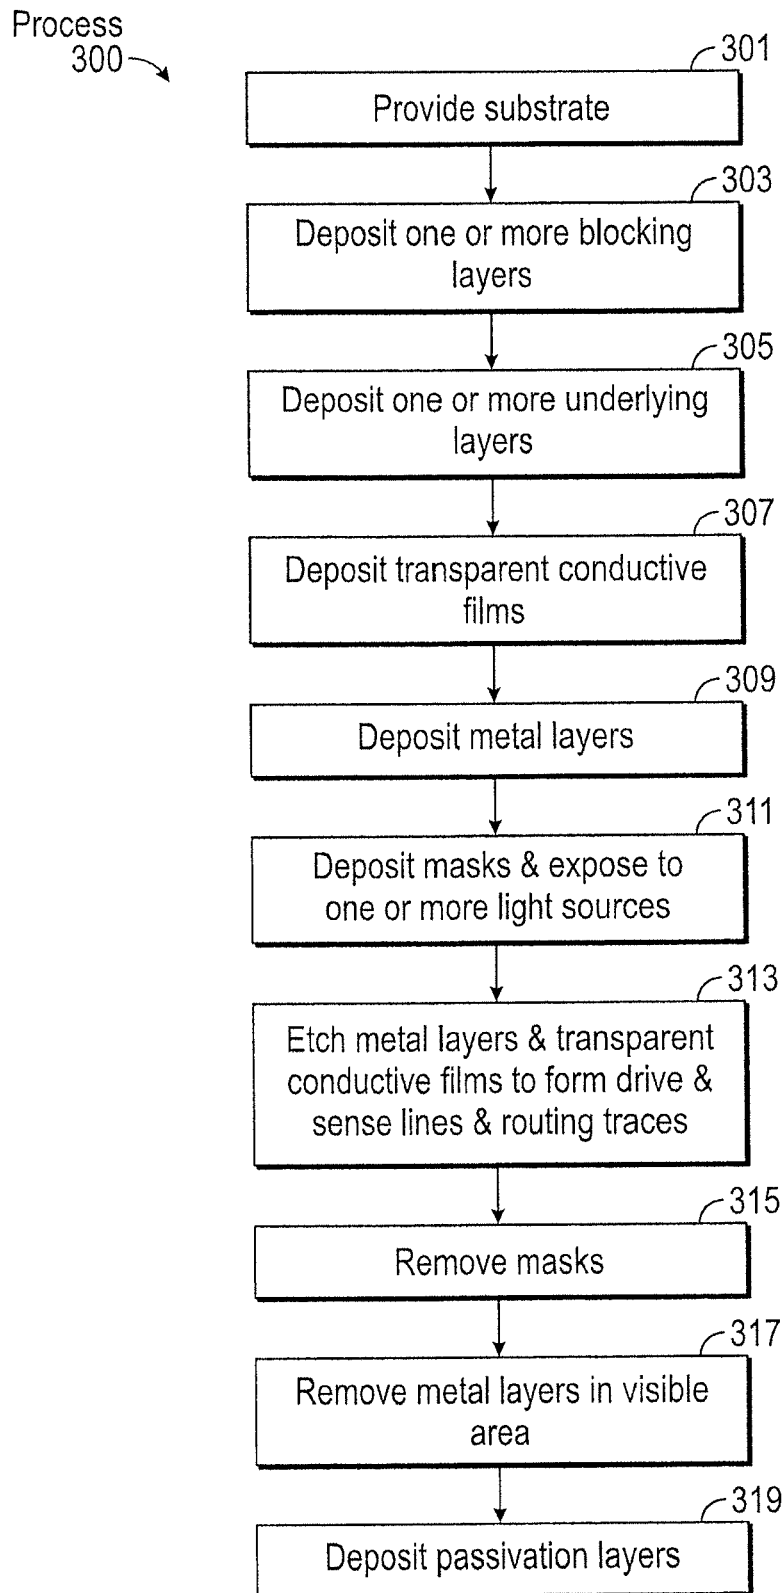 Process
300
301
Provide substrate
303
Deposit one or more blocking
layers
305
Deposit one or more underlying
layers
307
Deposit transparent conductive
films
309
Deposit metal layers
311
Deposit masks & expose to
one or more light sources
313
Etch metal layers & transparent
conductive films to form drive &
sense lines & routing traces
315
Remove masks
317
Remove metal layers in visible
area
319
Deposit passivation layers